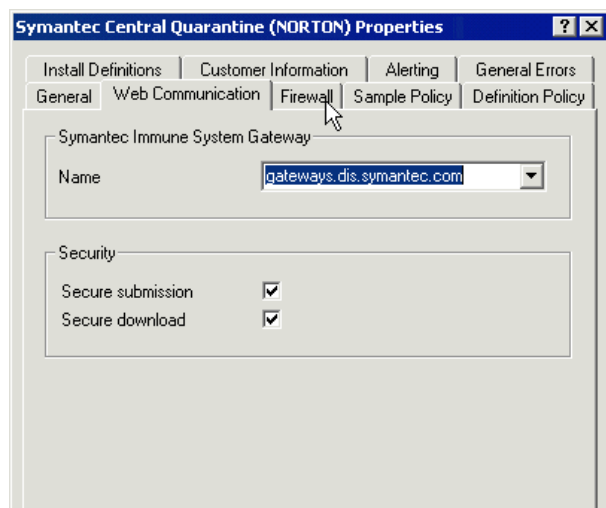 Symantec Central Quarantine (NORTON) Properties
Install Definitions Customer Information Alerting General Errors
General Web Communication Firewall Sample Policy Definition Policy
Symantec Immune System Gateway
Name gateways.dis.symantec.com
Security
Secure submission
Secure download